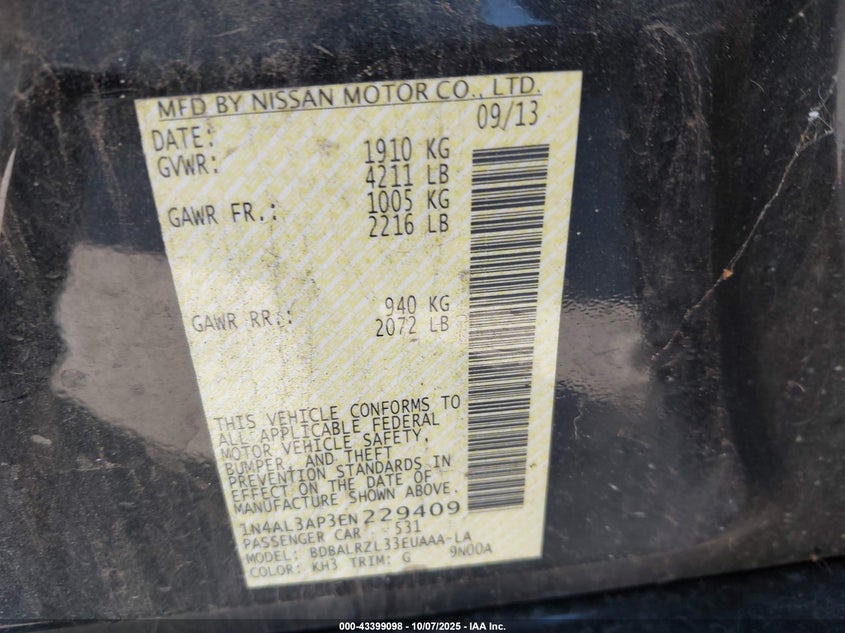 MFD BY NISSAN MOTOR CO., LTD.
DATE: 09/13
GVWR: 1910 KG
4211 LB
GAWR FR.: 1005 KG
2216 LB
GAWR RR.: 940 KG
2072 LB
THIS VEHICLE CONFORMS TO
ALL APPLICABLE FEDERAL
MOTOR VEHICLE SAFETY,
BUMPER, AND THEFT
PREVENTION STANDARDS IN
EFFECT ON THE DATE OF
MANUFACTURE SHOWN ABOVE.
1N4AL3AP3EN229409
PASSENGER CAR 531
MODEL: BDBALRZL33EUAAA-LA
COLOR: KH3 TRIM: G 9N00A
000-43399098 - 10/07/2025 - IAA Inc.